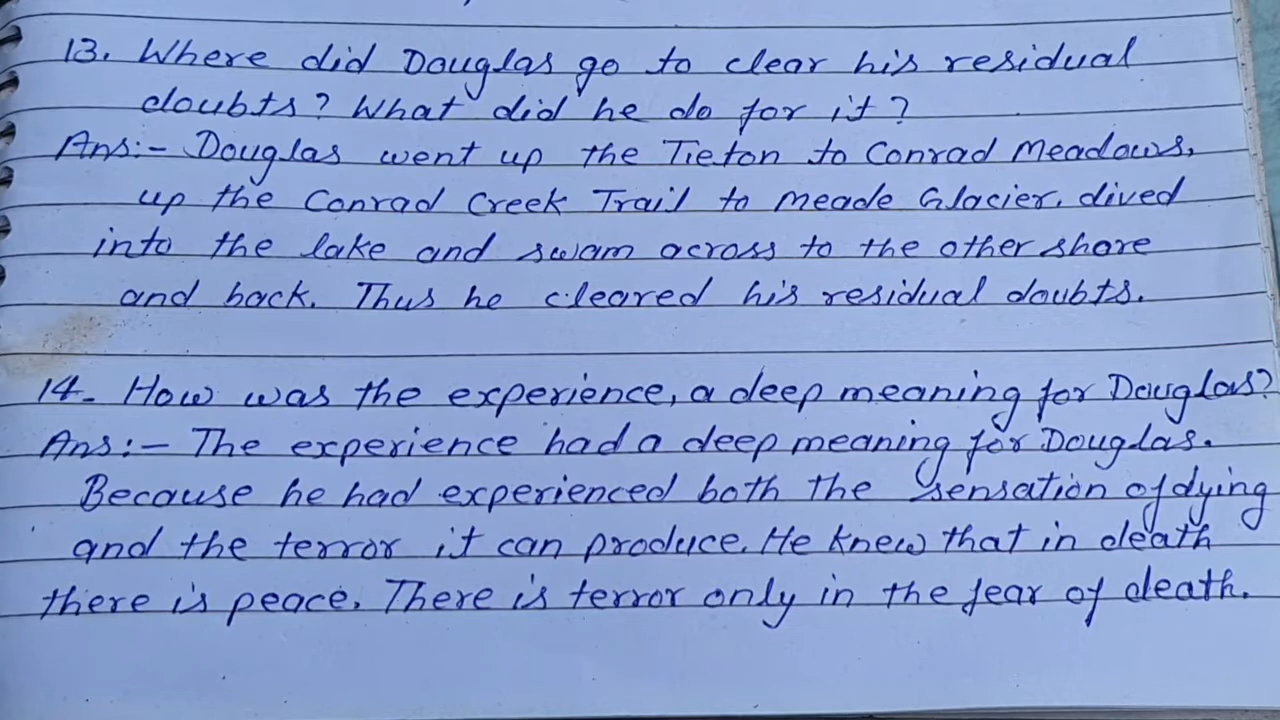 13. Where did Douglas go to clear his residual
doubts? What did he do for it?
Ans:- Douglas went up the Tieton to Conrad Meadows,
up the Conrad Creek Trail to Meade Glacier. dived
into the lake and swam across to the other shore
and back. Thus he cleared his residual doubts.
14. How was the experience, a deep meaning for Douglas?
Ans:- The experience had a deep meaning for Douglas.
Because he had experienced both the sensation of dying
and the terror it can produce. He knew that in death
there is peace. There is terror only in the fear of death.